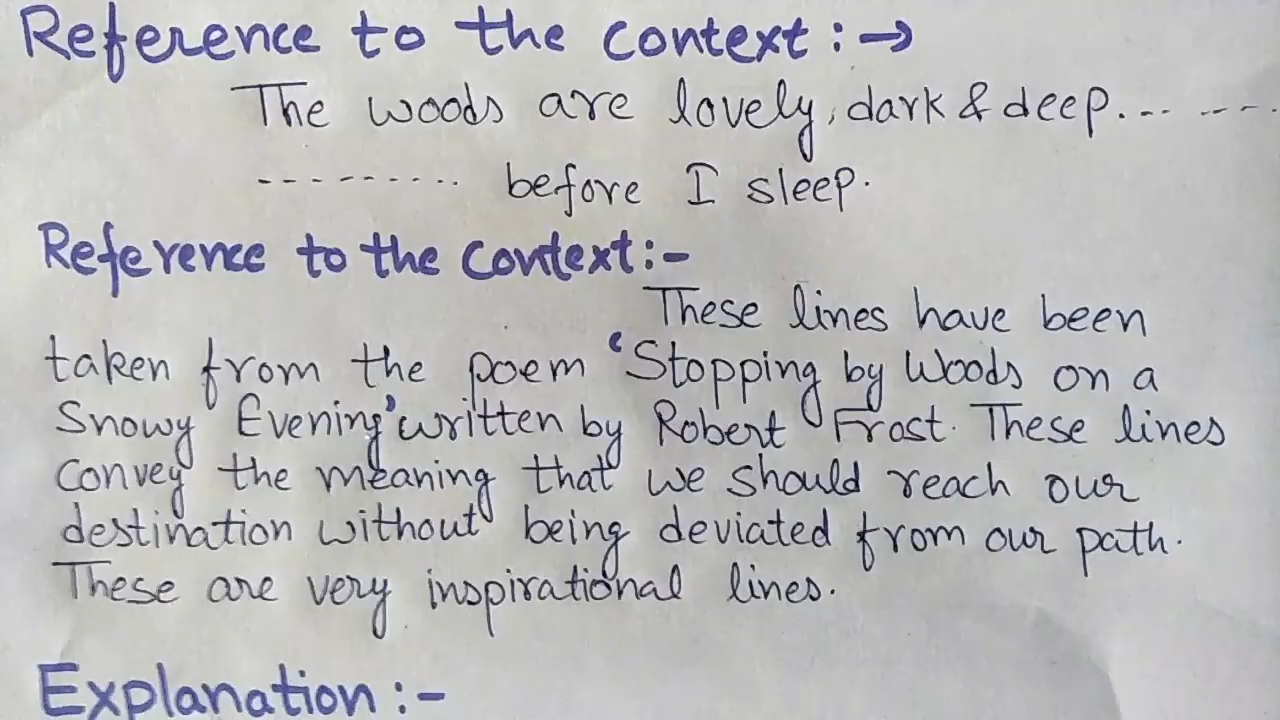 Reference to the context :→
The woods are lovely, dark & deep... ----
--------- before I sleep.
Reference to the context:-
These lines have been
taken from the poem ‘Stopping by Woods on a
Snowy Evening’ written by Robert Frost. These lines
convey the meaning that we should reach our
destination without being deviated from our path.
These are very inspirational lines.
Explanation :-